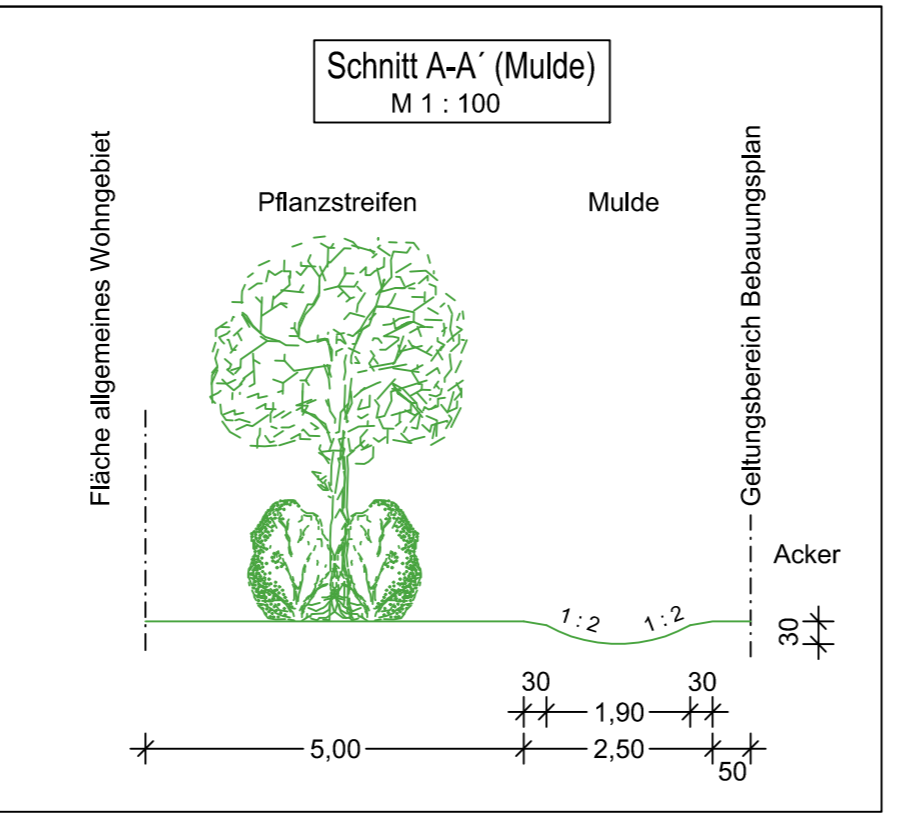 Schnitt A-A´ (Mulde)
M 1 : 100
Fläche allgemeines Wohngebiet
Pflanzstreifen
Mulde
Geltungsbereich Bebauungsplan
Acker
1 : 2
1 : 2
30
30
30
1,90
5,00
2,50
50